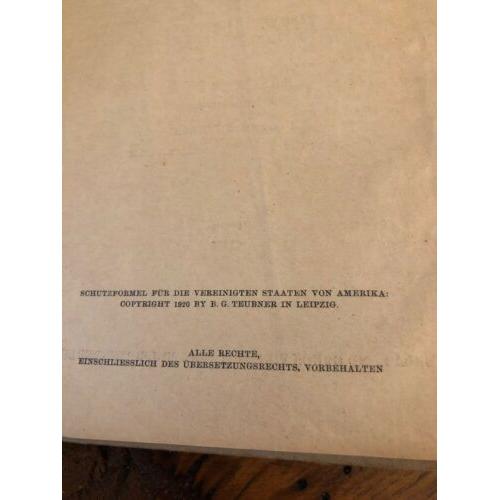 SCHUTZFORMEL FÜR DIE VEREINIGTEN STAATEN VON AMERIKA:
COPYRIGHT 1920 BY B. G. TEUBNER IN LEIPZIG.
ALLE RECHTE,
EINSCHLIESSLICH DES ÜBERSETZUNGSRECHTS, VORBEHALTEN